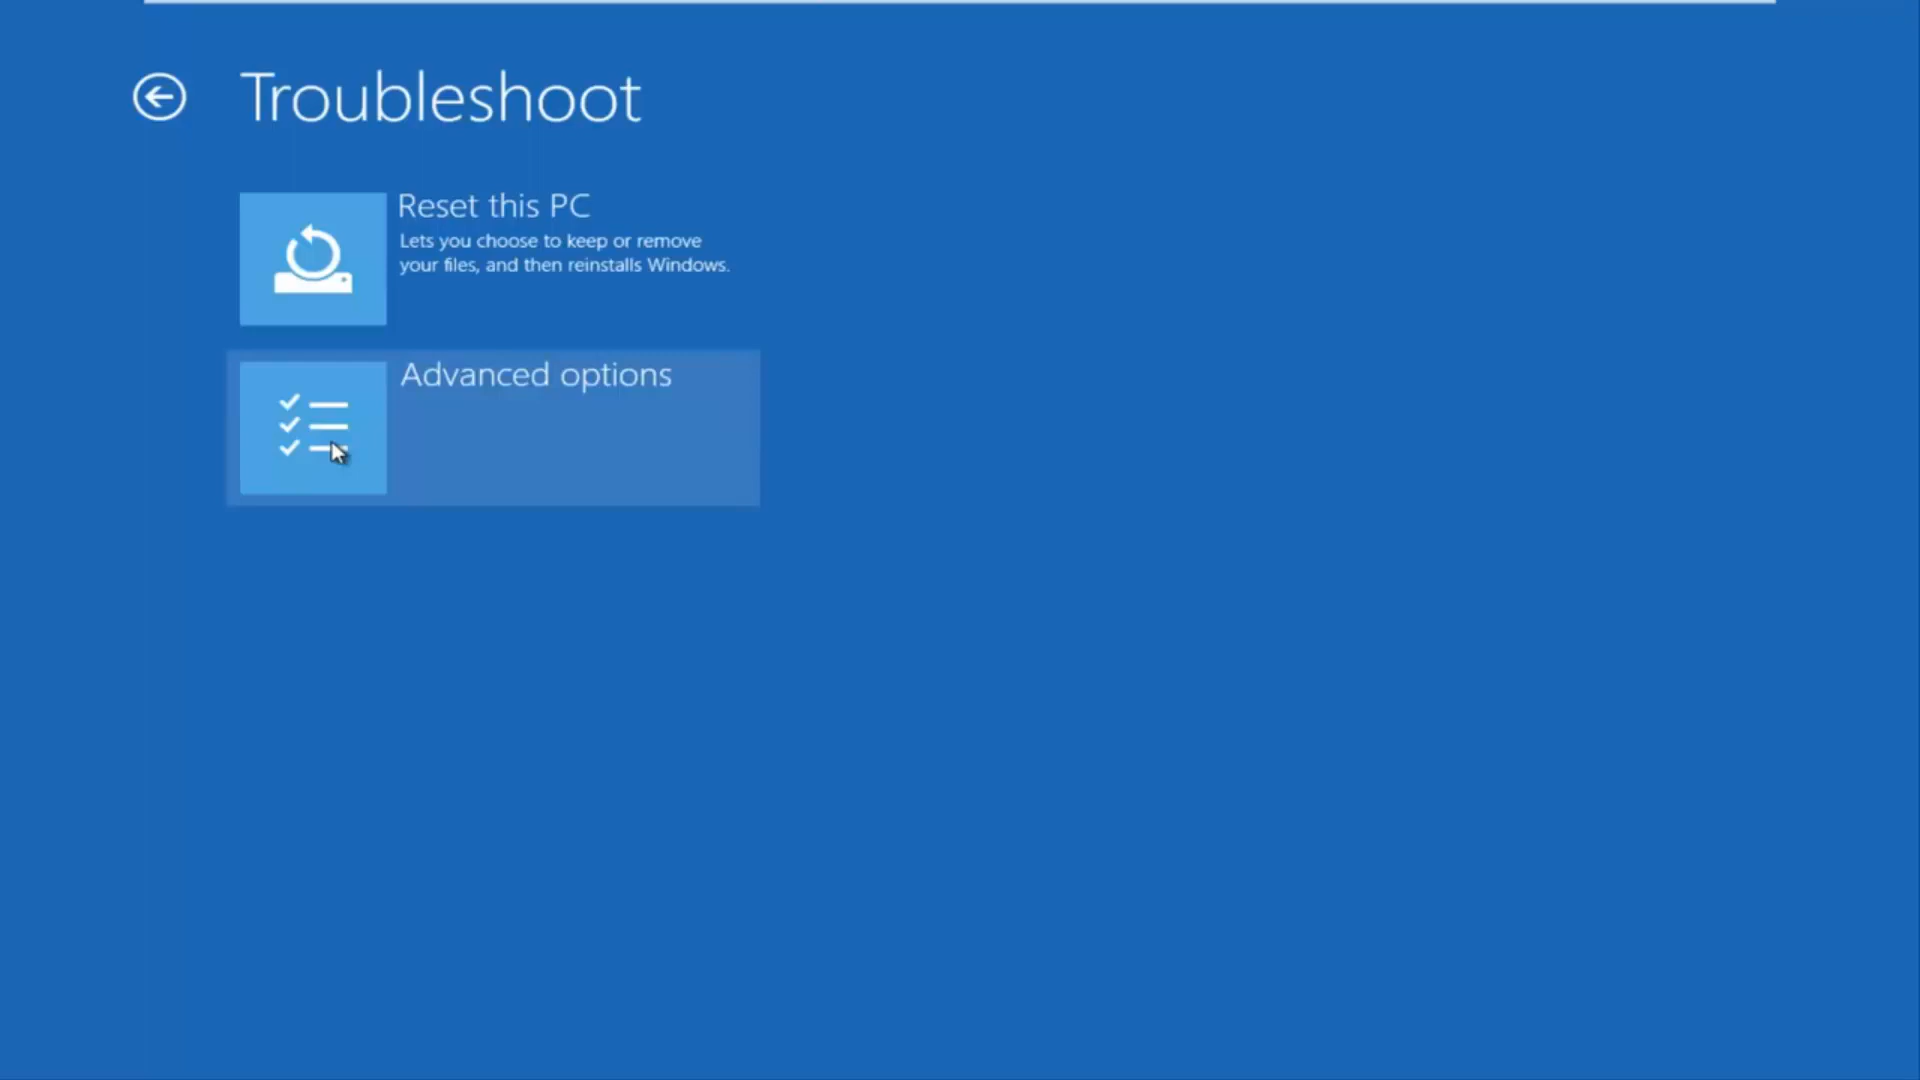 Troubleshoot
Reset this PC
Lets you choose to keep or remove
your files, and then reinstalls Windows.
Advanced options